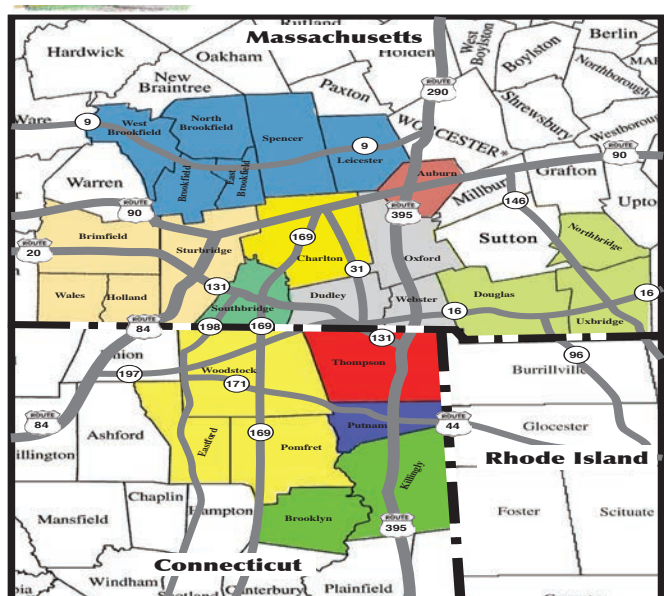 Rutland
Berlin
Hardwick
Massachusetts
Oakham
Holden
West
Boylston
Boylston
Northborough
MA
New
Braintree
Paxton
ROUTE
290
Shrewsbury
Ware
9
West
Brookfield
North
Brookfield
Spencer
9
Leicester
WORCESTER*
Westborough
Warren
Brookfield
East
Brookfield
Auburn
Grafton
ROUTE
90
Millbury
Upto
ROUTE
90
ROUTE
395
146
ROUTE
20
Brimfield
Sturbridge
169
Charlton
31
Oxford
Sutton
Northbridge
131
Wales
Holland
Southbridge
Dudley
Webster
16
Douglas
16
Uxbridge
ROUTE
84
198
169
131
nion
197
Woodstock
171
Thompson
96
Burrillville
ROUTE
84
Ashford
Eastford
169
Pomfret
Putnam
ROUTE
44
Glocester
illington
Killingly
Rhode Island
Chaplin
Hampton
Brooklyn
Foster
Scituate
Mansfield
ROUTE
395
Connecticut
Windham
Scotland
Canterbury
Plainfield